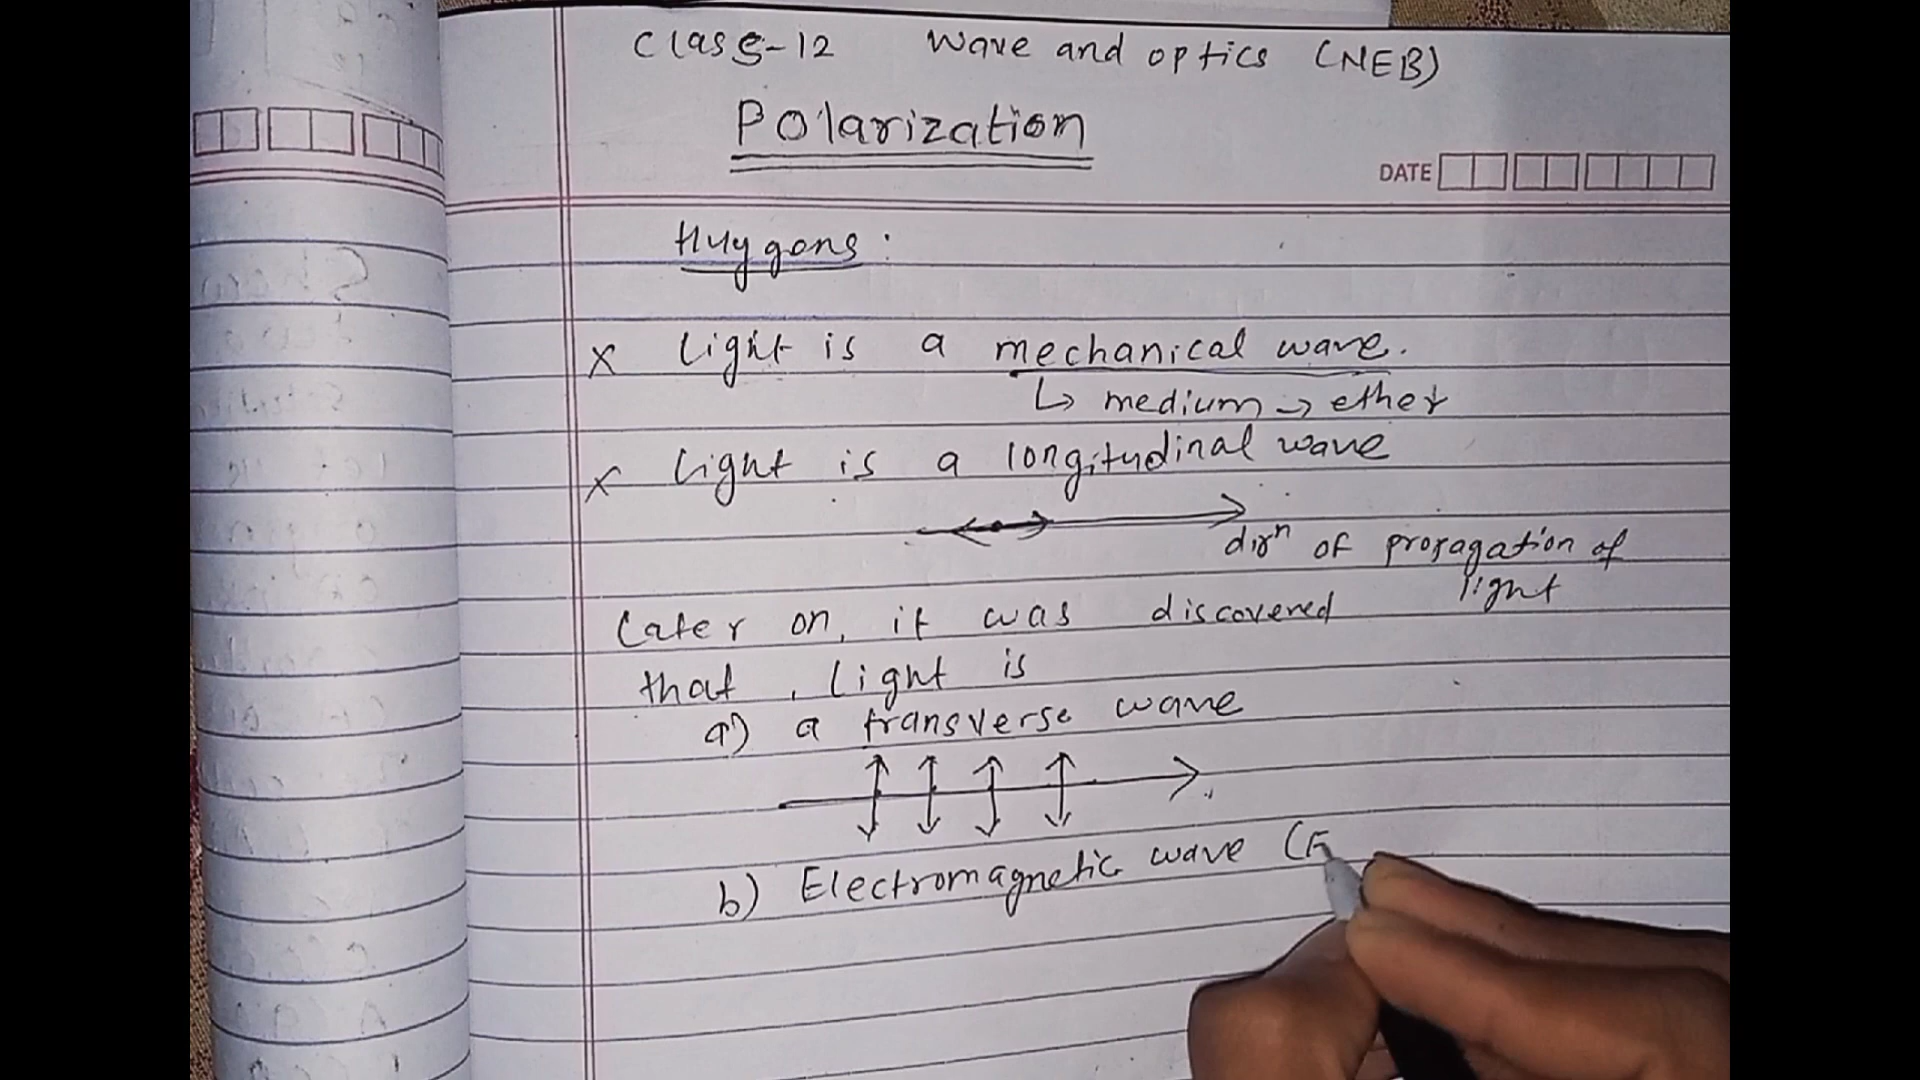 Class-12 Wave and optics (NEB)
Polarization
DATE
Huygens:
X Light is a mechanical wave.
↳ medium → ether
X Light is a longitudinal wave
dirⁿ of propagation of
light
Later on, it was discovered
that, light is
a) a transverse wave
b) Electromagnetic wave (E